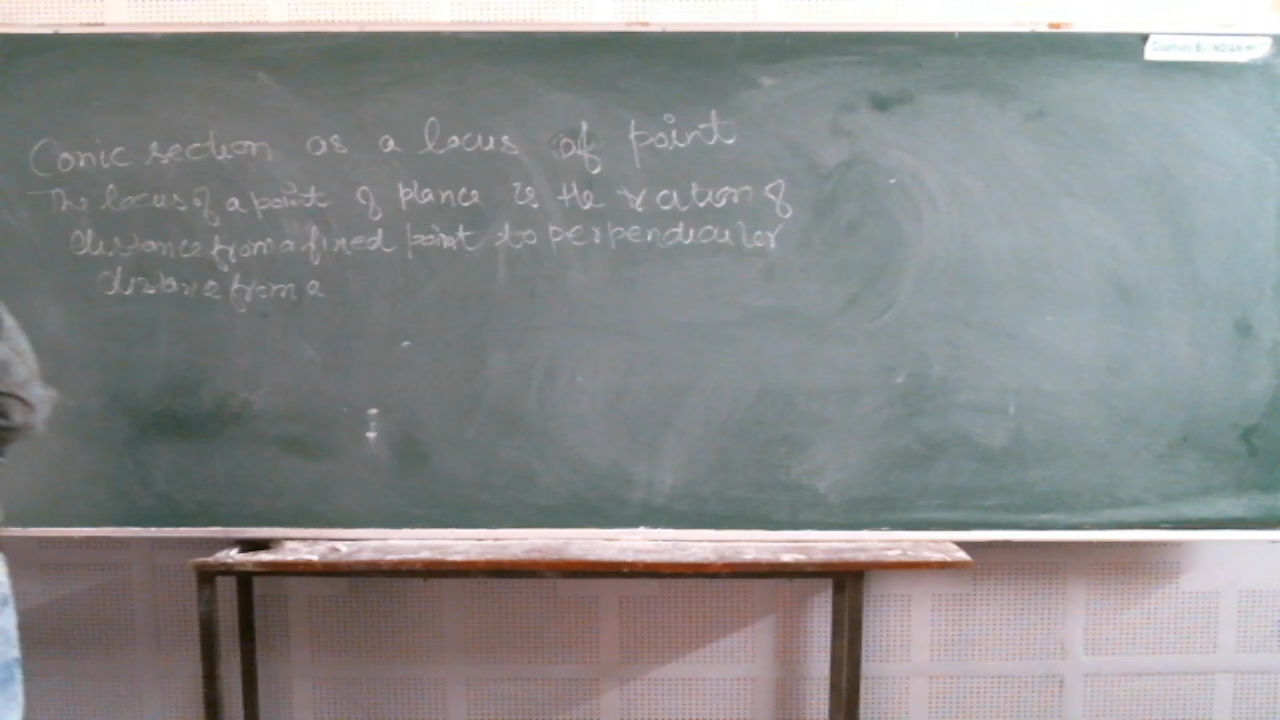 Conic section as a locus of point
The locus of a point of plance is the ration of
distance from a fixed point to perpendicular
distance from a